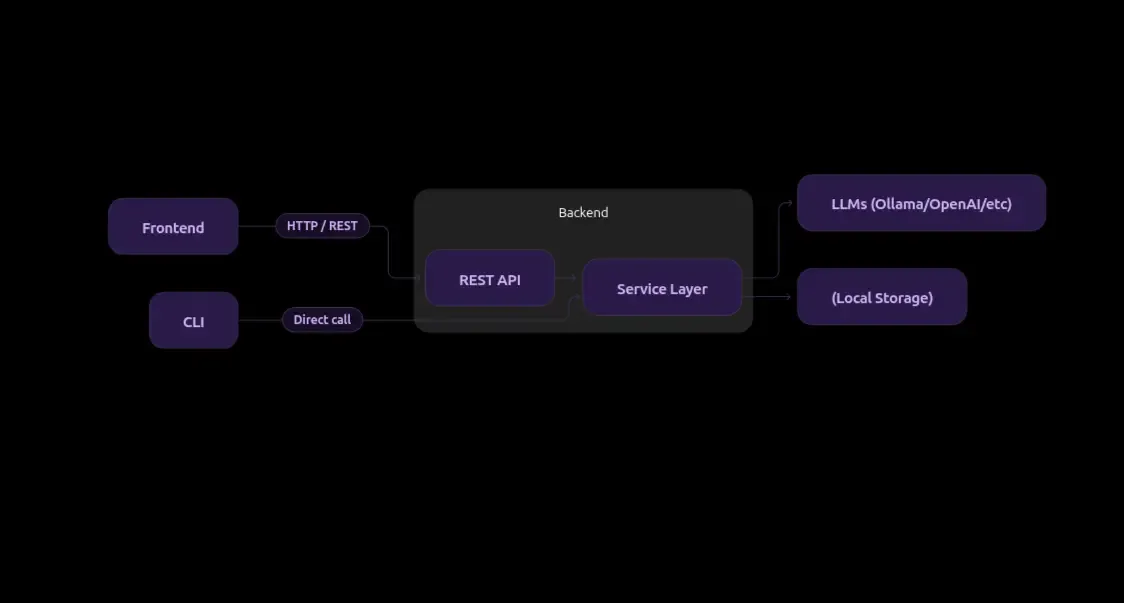 Frontend
HTTP / REST
CLI
Direct call
Backend
REST API
Service Layer
LLMs (Ollama/OpenAI/etc)
(Local Storage)